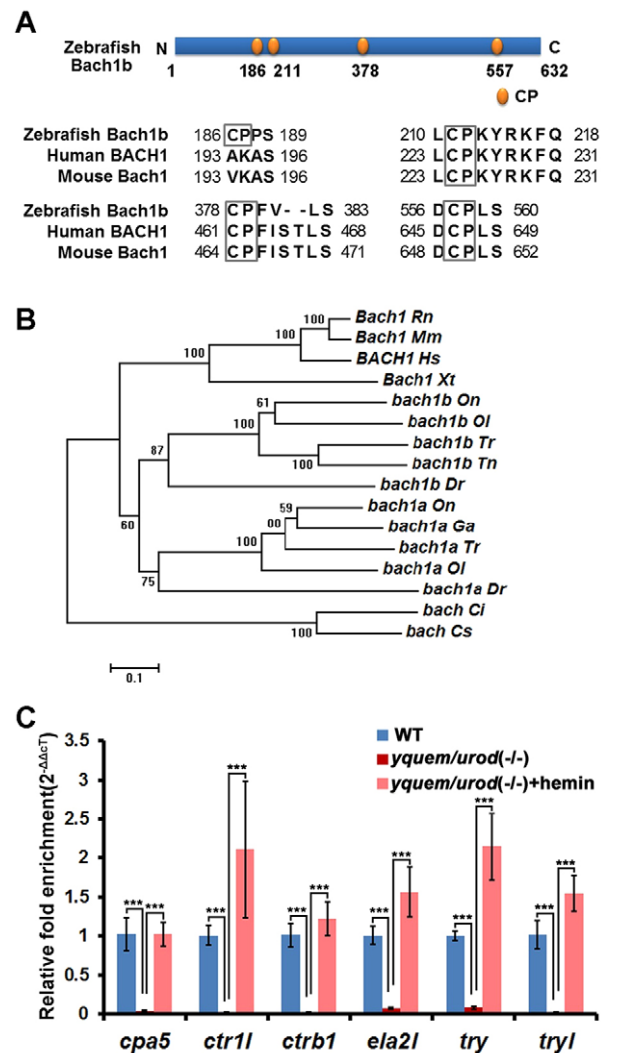 A
Zebrafish Bach1b N C
1 186 211 378 557 632
CP
Zebrafish Bach1b 186 CPPS 189 210 LCPKYRKFQ 218
Human BACH1 193 AKAS 196 223 LCPKYRKFQ 231
Mouse Bach1 193 VKAS 196 223 LCPKYRKFQ 231
Zebrafish Bach1b 378 CPFV--LS 383 556 DCPLS 560
Human BACH1 461 CPFISTLS 468 645 DCPLS 649
Mouse Bach1 464 CPFISTLS 471 648 DCPLS 652
B
100 Bach1 Rn
Bach1 Mm
100 BACH1 Hs
100 Bach1 Xt
61 bach1b On
bach1b Ol
100 bach1b Tr
100 bach1b Tn
87 bach1b Dr
60
59 bach1a On
00 bach1a Ga
bach1a Tr
100 bach1a Ol
75 bach1a Dr
bach Ci
100 bach Cs
0.1
C
Relative fold enrichment(2-ΔΔcT)
3.5
3
2.5
2
1.5
1
0.5
0
WT
yquem/urod(-/-)
yquem/urod(-/-)+hemin
*** *** *** *** *** *** *** *** *** *** *** ***
cpa5 ctr1l ctrb1 ela2l try tryl